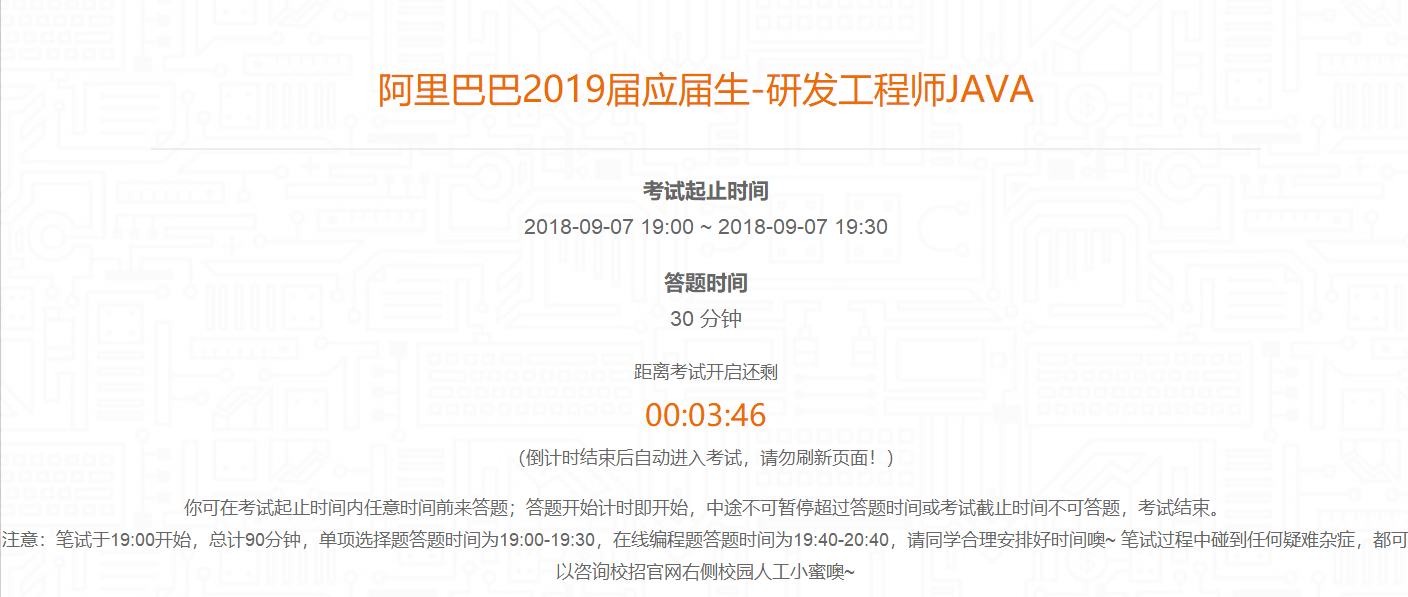 阿里巴巴2019届应届生-研发工程师JAVA
考试起止时间
2018-09-07 19:00 ~ 2018-09-07 19:30
答题时间
30 分钟
距离考试开启还剩
00:03:46
（倒计时结束后自动进入考试，请勿刷新页面！）
你可在考试起止时间内任意时间前来答题；答题开始计时即开始，中途不可暂停超过答题时间或考试截止时间不可答题，考试结束。
注意：笔试于19:00开始，总计90分钟，单项选择题答题时间为19:00-19:30，在线编程题答题时间为19:40-20:40，请同学合理安排好时间噢~ 笔试过程中碰到任何疑难杂症，都可
以咨询校招官网右侧校园人工小蜜噢~